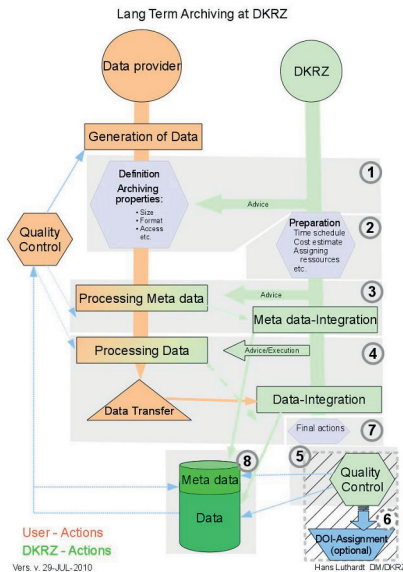 Lang Term Archiving at DKRZ
Data provider
DKRZ
Generation of Data
1
Definition
Archiving
properties:
• Size
• Format
• Access
etc.
Advice
2
Preparation
Time schedule
Cost estimate
Assigning
ressources
etc.
Quality
Control
3
Processing Meta data
Advice
Meta data-Integration
4
Processing Data
Advice/Execution
Data Transfer
Data-Integration
Final actions
7
8
5
Meta data
Data
Quality
Control
6
DOI-Assignment
(optional)
User - Actions
DKRZ - Actions
Vers. v. 29-JUL-2010
Hans Luthardt DM/DKRZ